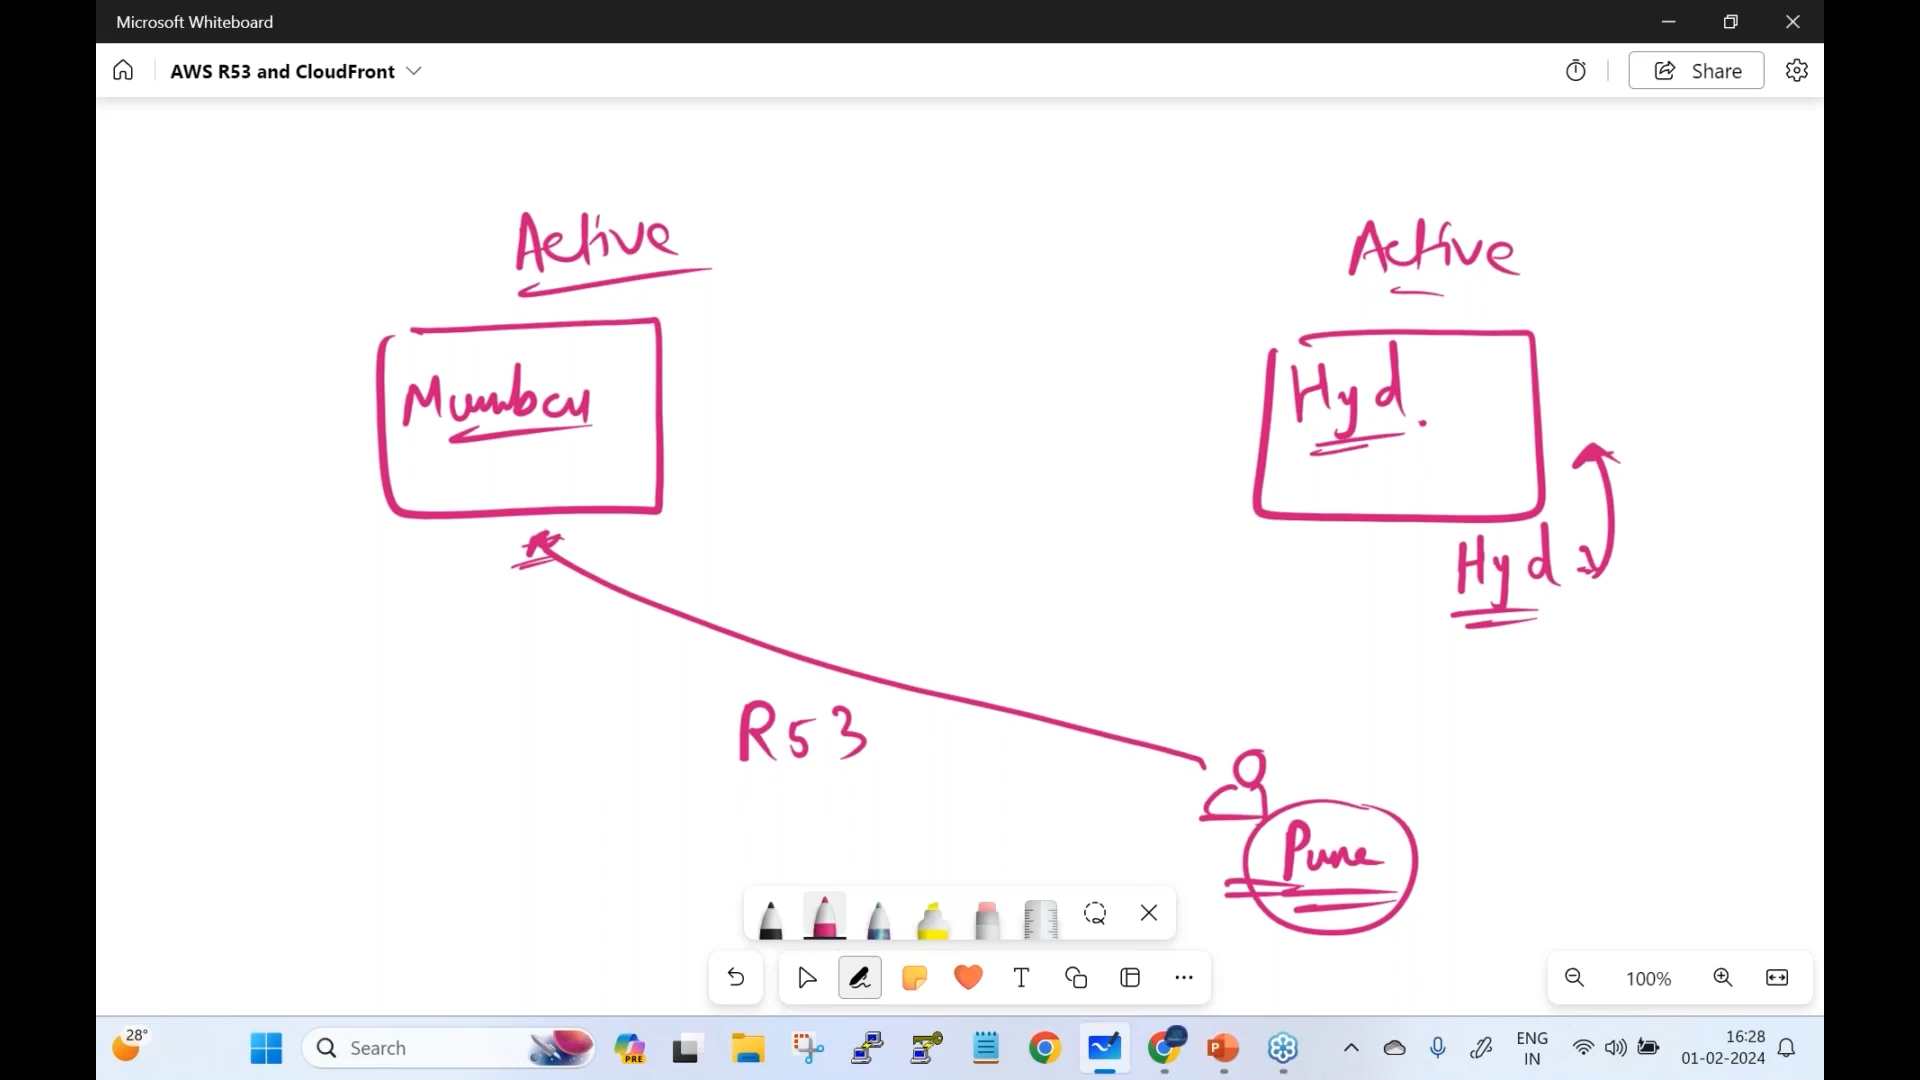 Microsoft Whiteboard
AWS R53 and CloudFront
Share
Active
Active
Mumbai
Hyd.
Hyd
R53
Pune
T
100%
28°
Search
PRE
ENG
IN
16:28
01-02-2024